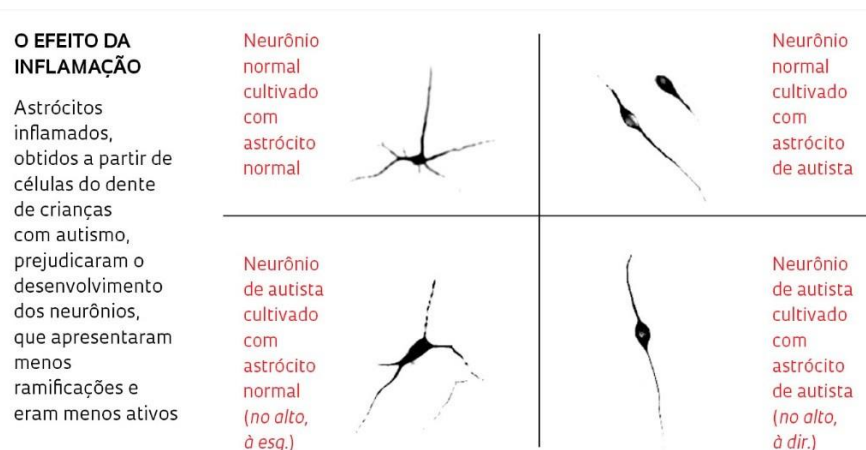 O EFEITO DA
INFLAMAÇÃO
Astrócitos
inflamados,
obtidos a partir de
células do dente
de crianças
com autismo,
prejudicaram o
desenvolvimento
dos neurônios,
que apresentaram
menos
ramificações e
eram menos ativos
Neurônio
normal
cultivado
com
astrócito
normal
Neurônio
normal
cultivado
com
astrócito
de autista
Neurônio
de autista
cultivado
com
astrócito
normal
(no alto,
à esq.)
Neurônio
de autista
cultivado
com
astrócito
de autista
(no alto,
à dir.)